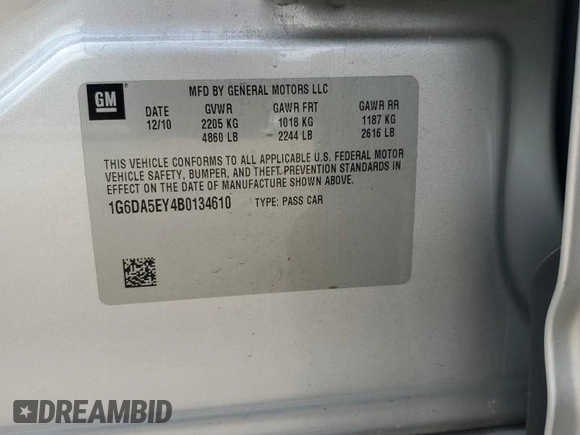 GM
MFD BY GENERAL MOTORS LLC
DATE GVWR GAWR FRT GAWR RR
12/10 2205 KG 1018 KG 1187 KG
4860 LB 2244 LB 2616 LB
THIS VEHICLE CONFORMS TO ALL APPLICABLE U.S. FEDERAL MOTOR
VEHICLE SAFETY, BUMPER, AND THEFT PREVENTION STANDARDS IN
EFFECT ON THE DATE OF MANUFACTURE SHOWN ABOVE.
1G6DA5EY4B0134610 TYPE: PASS CAR
DREAMBID